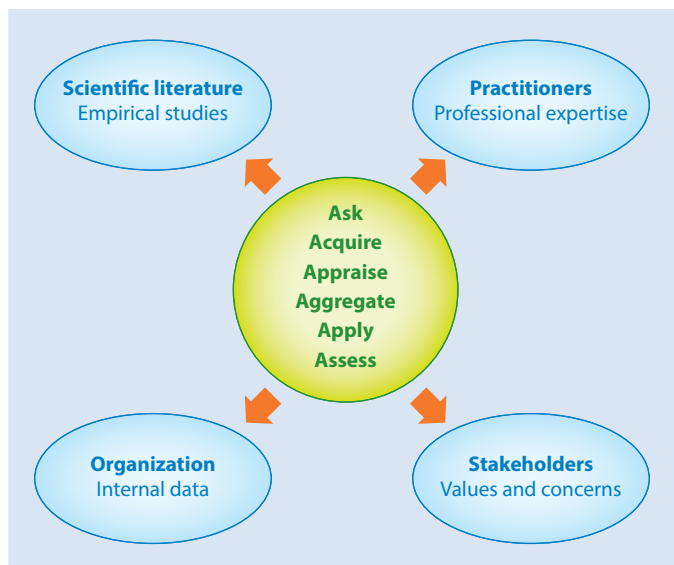 Scientific literature
Empirical studies
Practitioners
Professional expertise
Ask
Acquire
Appraise
Aggregate
Apply
Assess
Organization
Internal data
Stakeholders
Values and concerns